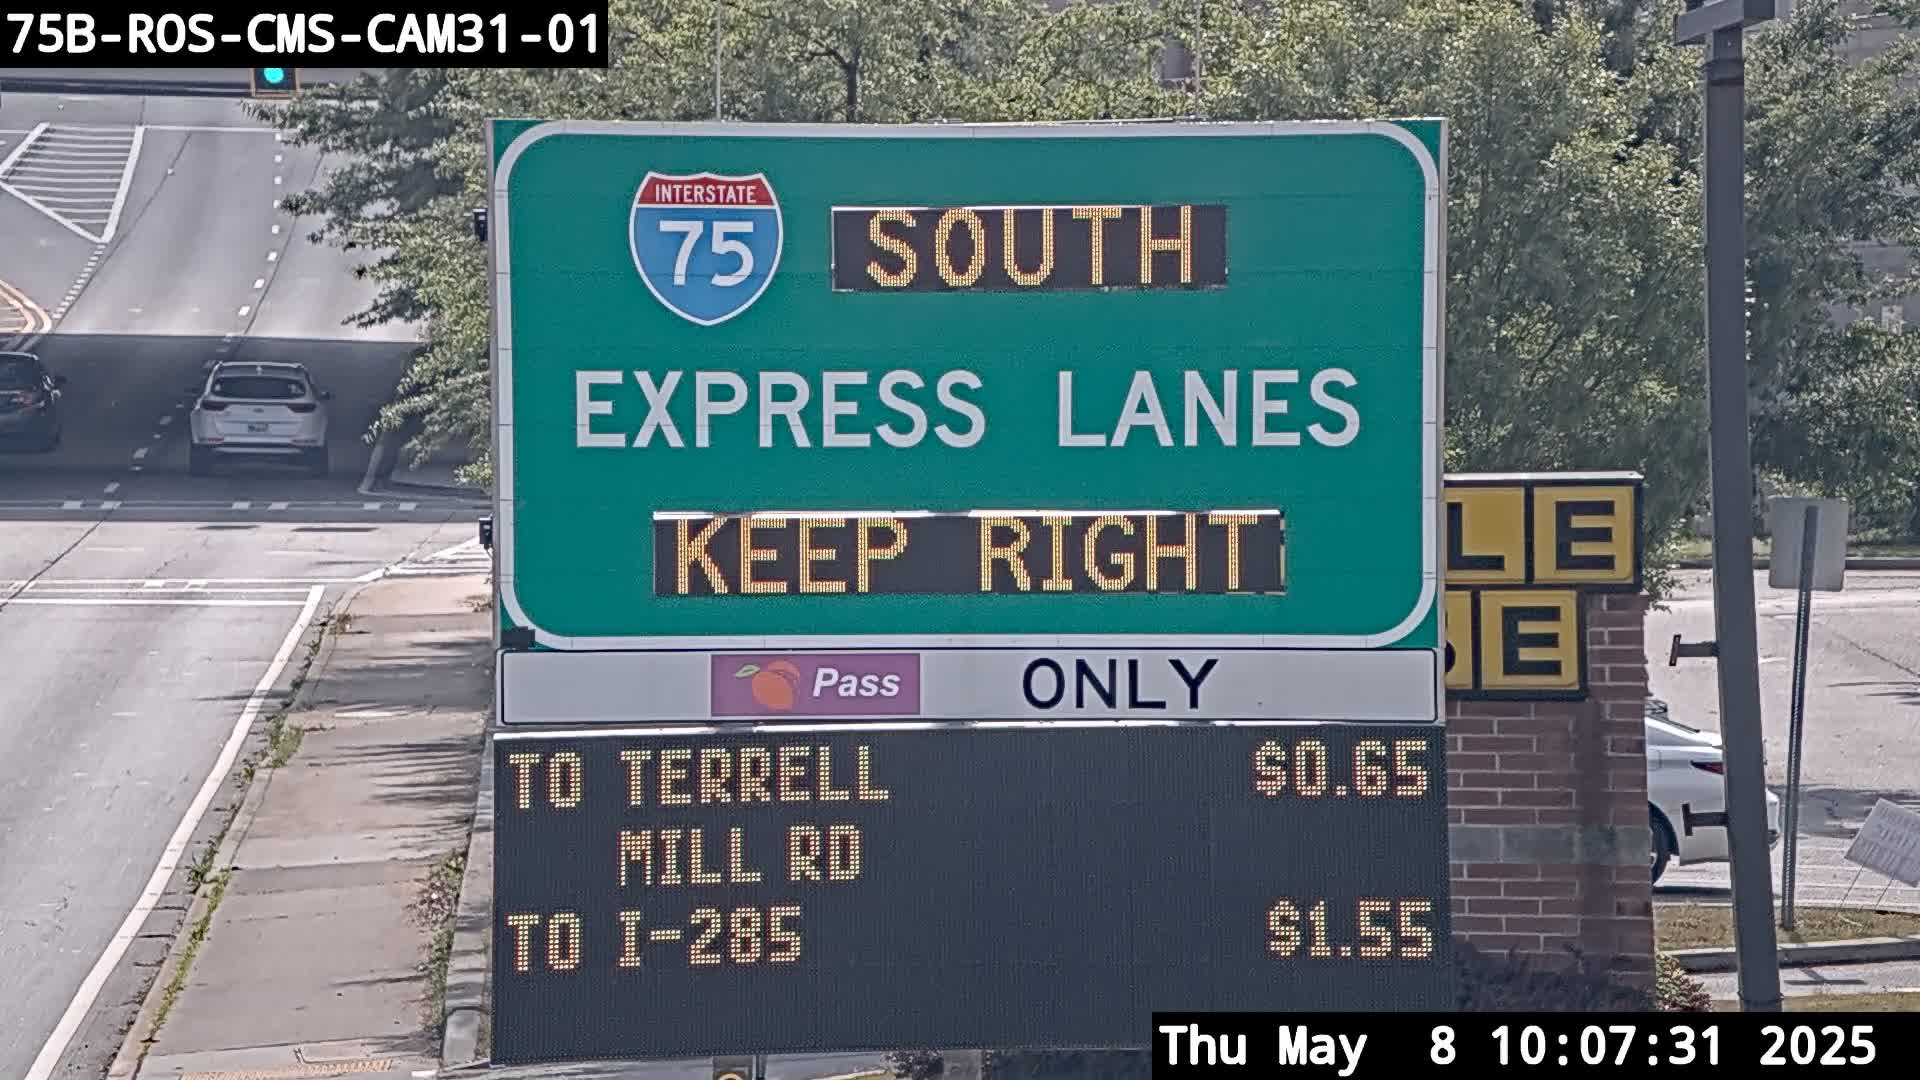 75B-ROS-CMS-CAM31-01
INTERSTATE
75
SOUTH
EXPRESS LANES
KEEP RIGHT
Pass ONLY
TO TERRELL $0.65
MILL RD
TO I-285 $1.55
LE
E
Thu May 8 10:07:31 2025